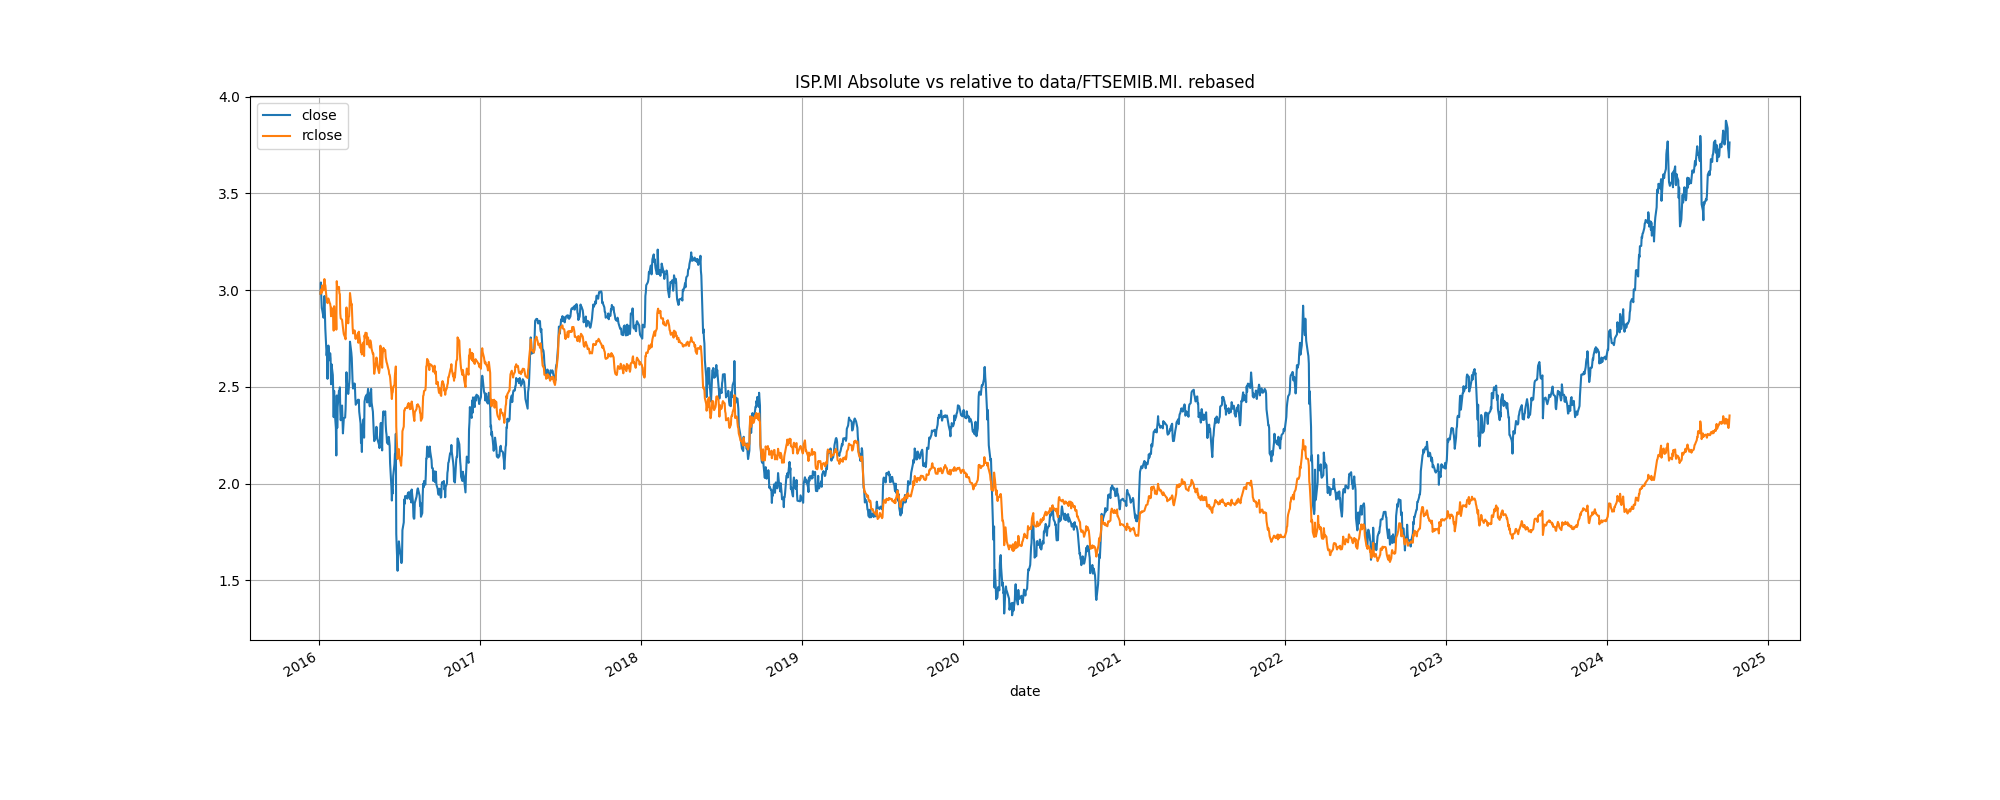 ISP.MI Absolute vs relative to data/FTSEMIB.MI. rebased
close
rclose
4.0
3.5
3.0
2.5
2.0
1.5
2016 2017 2018 2019 2020 2021 2022 2023 2024 2025
date